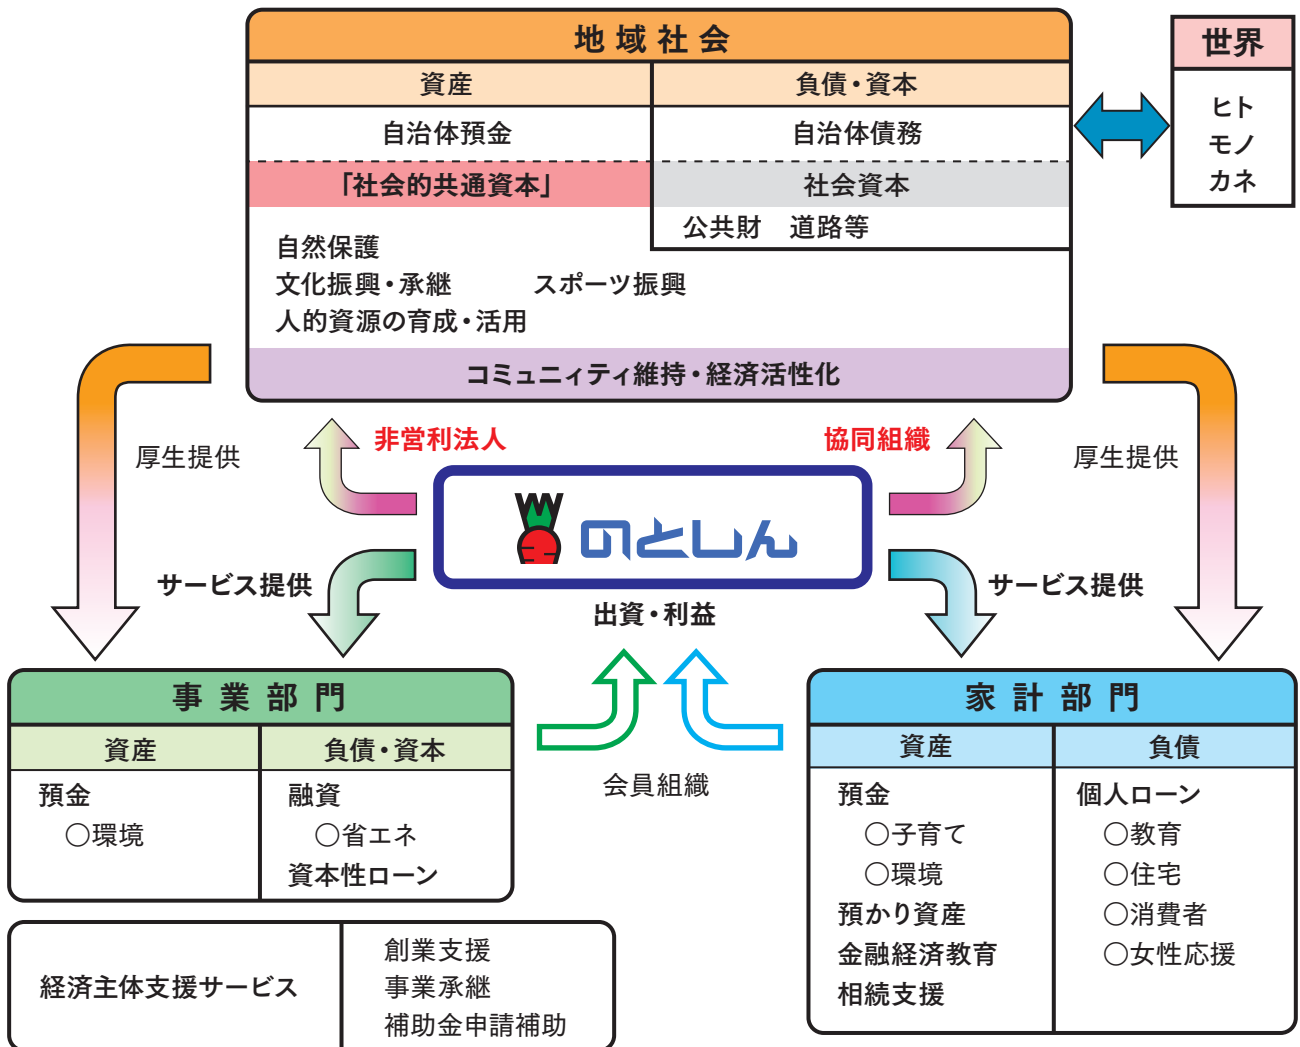 地域社会
資産
負債・資本
自治体預金
自治体債務
「社会的共通資本」
社会資本
公共財　道路等
自然保護
文化振興・承継
スポーツ振興
人的資源の育成・活用
コミュニティ維持・経済活性化
世界
ヒト
モノ
カネ
厚生提供
非営利法人
協同組織
厚生提供
のとしん
サービス提供
サービス提供
出資・利益
会員組織
事業部門
資産
負債・資本
預金
○環境
融資
○省エネ
資本性ローン
経済主体支援サービス
創業支援
事業承継
補助金申請補助
家計部門
資産
負債
預金
○子育て
○環境
預かり資産
金融経済教育
相続支援
個人ローン
○教育
○住宅
○消費者
○女性応援